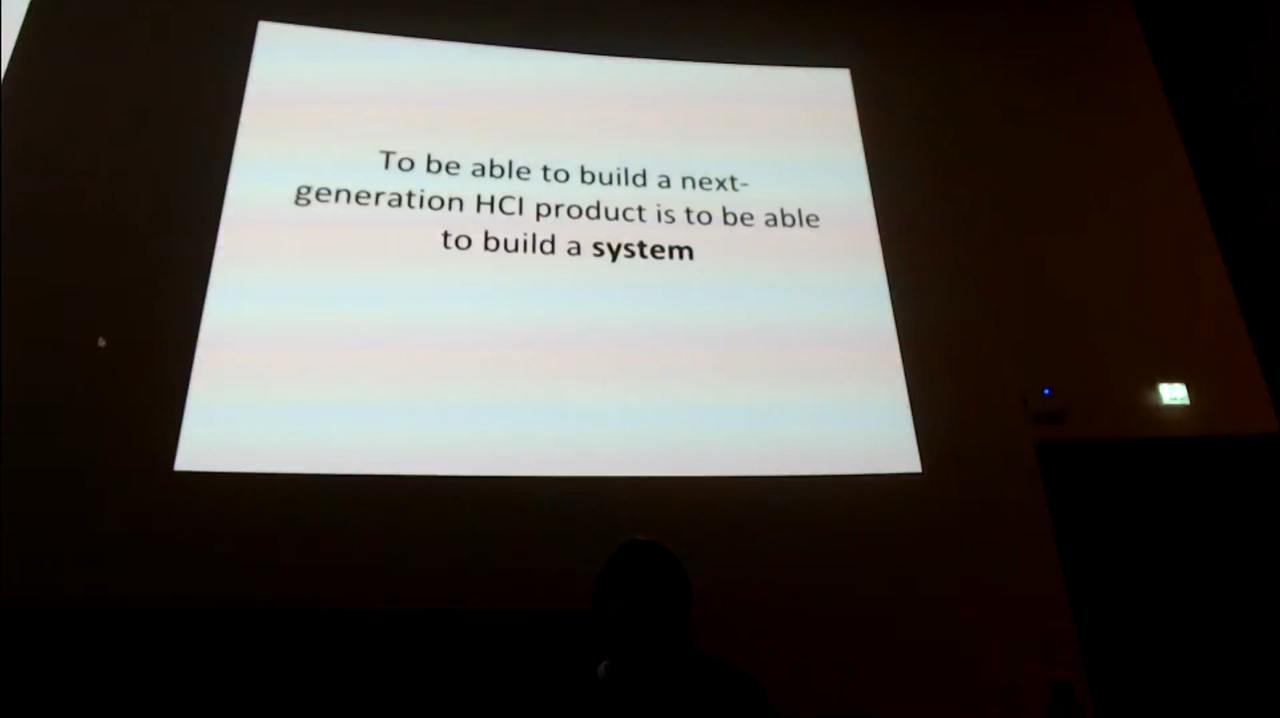 To be able to build a next-
generation HCI product is to be able
to build a system